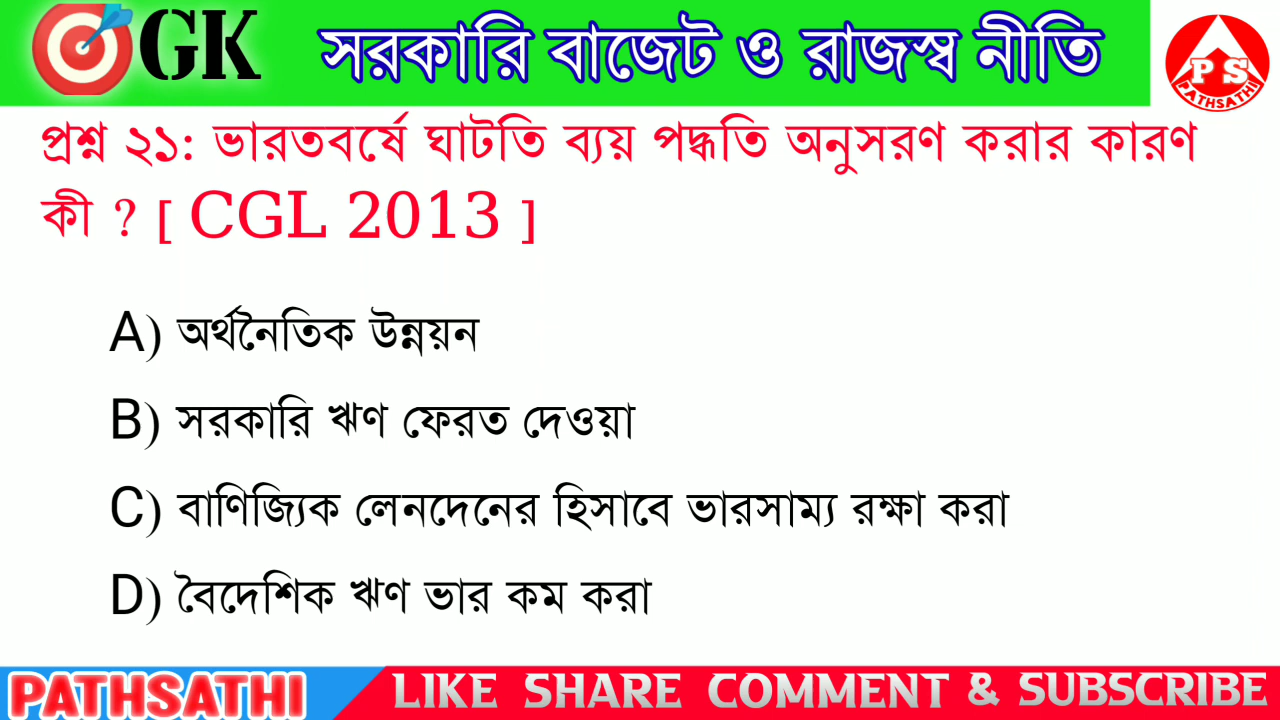 GK সরকারি বাজেট ও রাজস্ব নীতি
PS
PATHSATHI
প্রশ্ন ২১: ভারতবর্ষে ঘাটতি ব্যয় পদ্ধতি অনুসরণ করার কারণ
কী ? [ CGL 2013 ]
A) অর্থনৈতিক উন্নয়ন
B) সরকারি ঋণ ফেরত দেওয়া
C) বাণিজ্যিক লেনদেনের হিসাবে ভারসাম্য রক্ষা করা
D) বৈদেশিক ঋণ ভার কম করা
PATHSATHI LIKE SHARE COMMENT & SUBSCRIBE